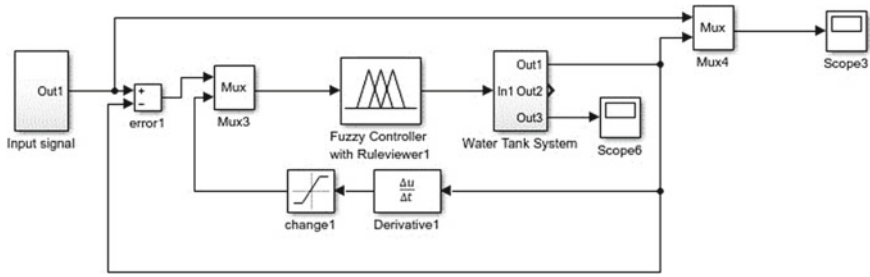 Mux
Mux4
Scope3
Out1
Input signal
+
−
error1
Mux
Mux3
Fuzzy Controller
with Ruleviewer1
Out1
In1 Out2
Out3
Water Tank System
Scope6
change1
Δu
Δt
Derivative1